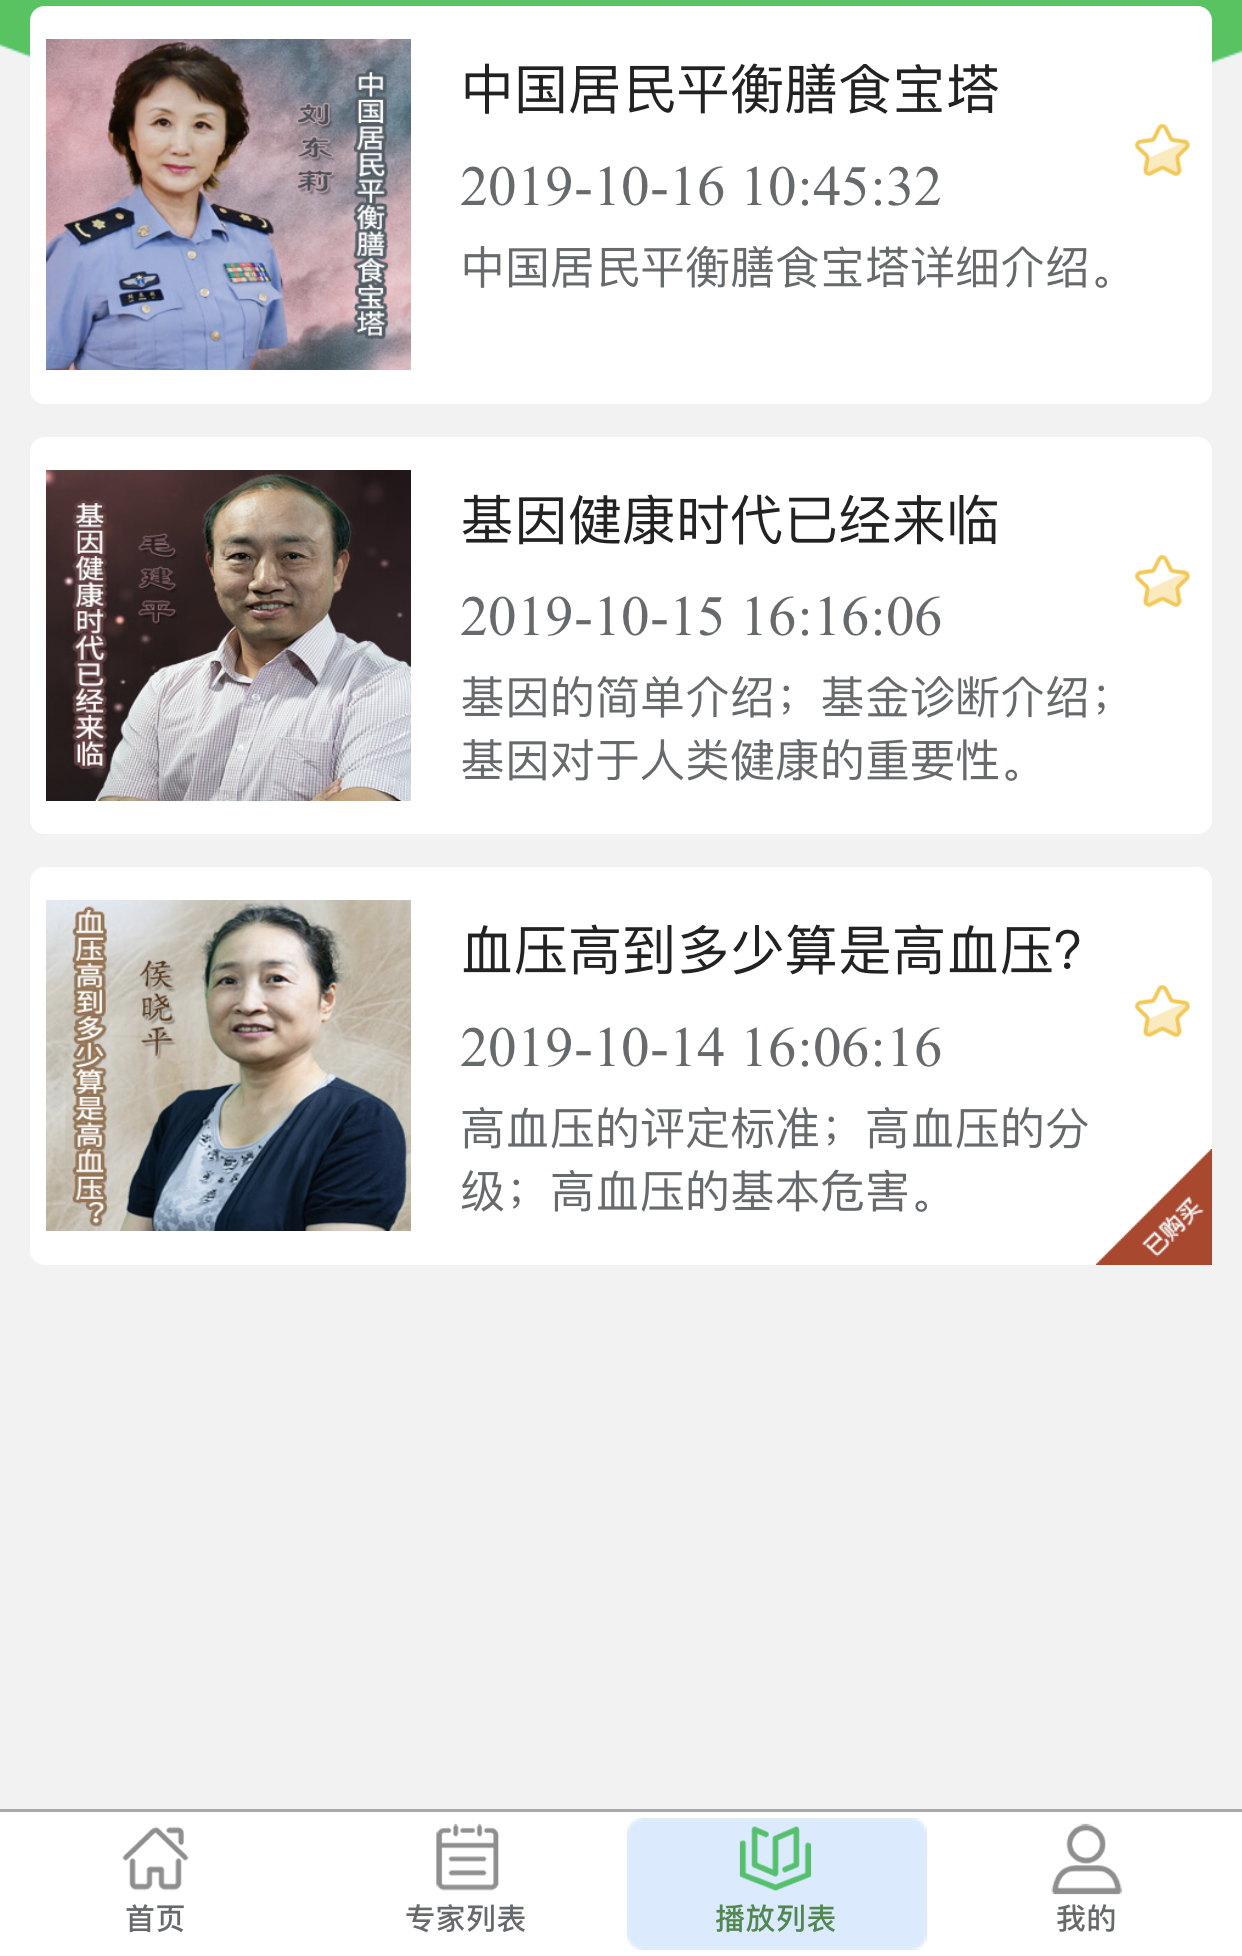 中国居民平衡膳食宝塔
刘东莉
中国居民平衡膳食宝塔
2019-10-16 10:45:32
中国居民平衡膳食宝塔详细介绍。
基因健康时代已经来临
毛建平
基因健康时代已经来临
2019-10-15 16:16:06
基因的简单介绍；基金诊断介绍；
基因对于人类健康的重要性。
血压高到多少算是高血压？
侯晓平
血压高到多少算是高血压？
2019-10-14 16:06:16
高血压的评定标准；高血压的分
级；高血压的基本危害。
已购买
首页
专家列表
播放列表
我的